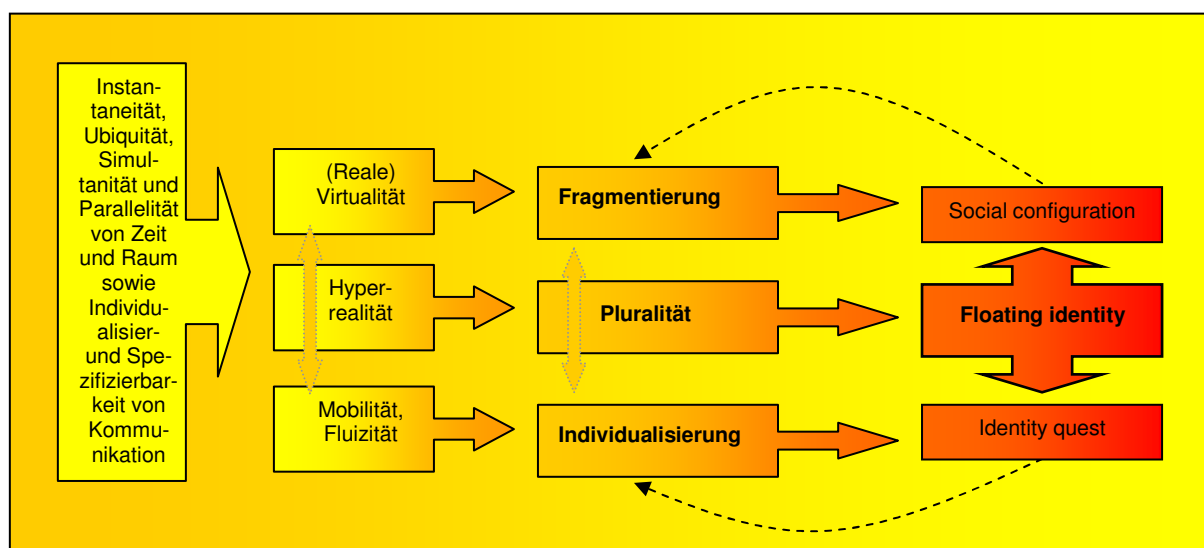 Instan-
taneität,
Ubiquität,
Simul-
tanität und
Parallelität
von Zeit
und Raum
sowie
Individu-
alisier-
und Spe-
zifizierbar-
keit von
Kommu-
nikation
(Reale)
Virtualität
Hyper-
realität
Mobilität,
Fluizität
Fragmentierung
Pluralität
Individualisierung
Social configuration
Floating identity
Identity quest